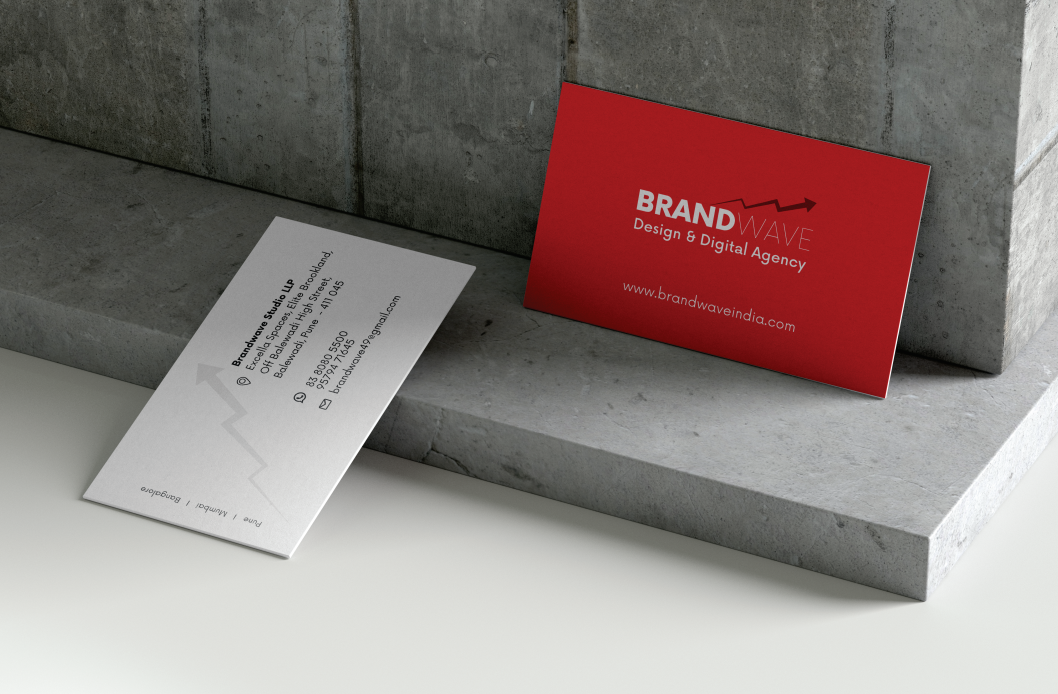 BRANDWAVE
Design & Digital Agency
www.brandwaveindia.com
Brandwave Studio LLP
Excella Spaces, Elite Brookland,
Off Balewadi High Street,
Balewadi, Pune - 411 045
83 8080 5500
95794 71645
brandwave49@gmail.com
Pune | Mumbai | Bangalore